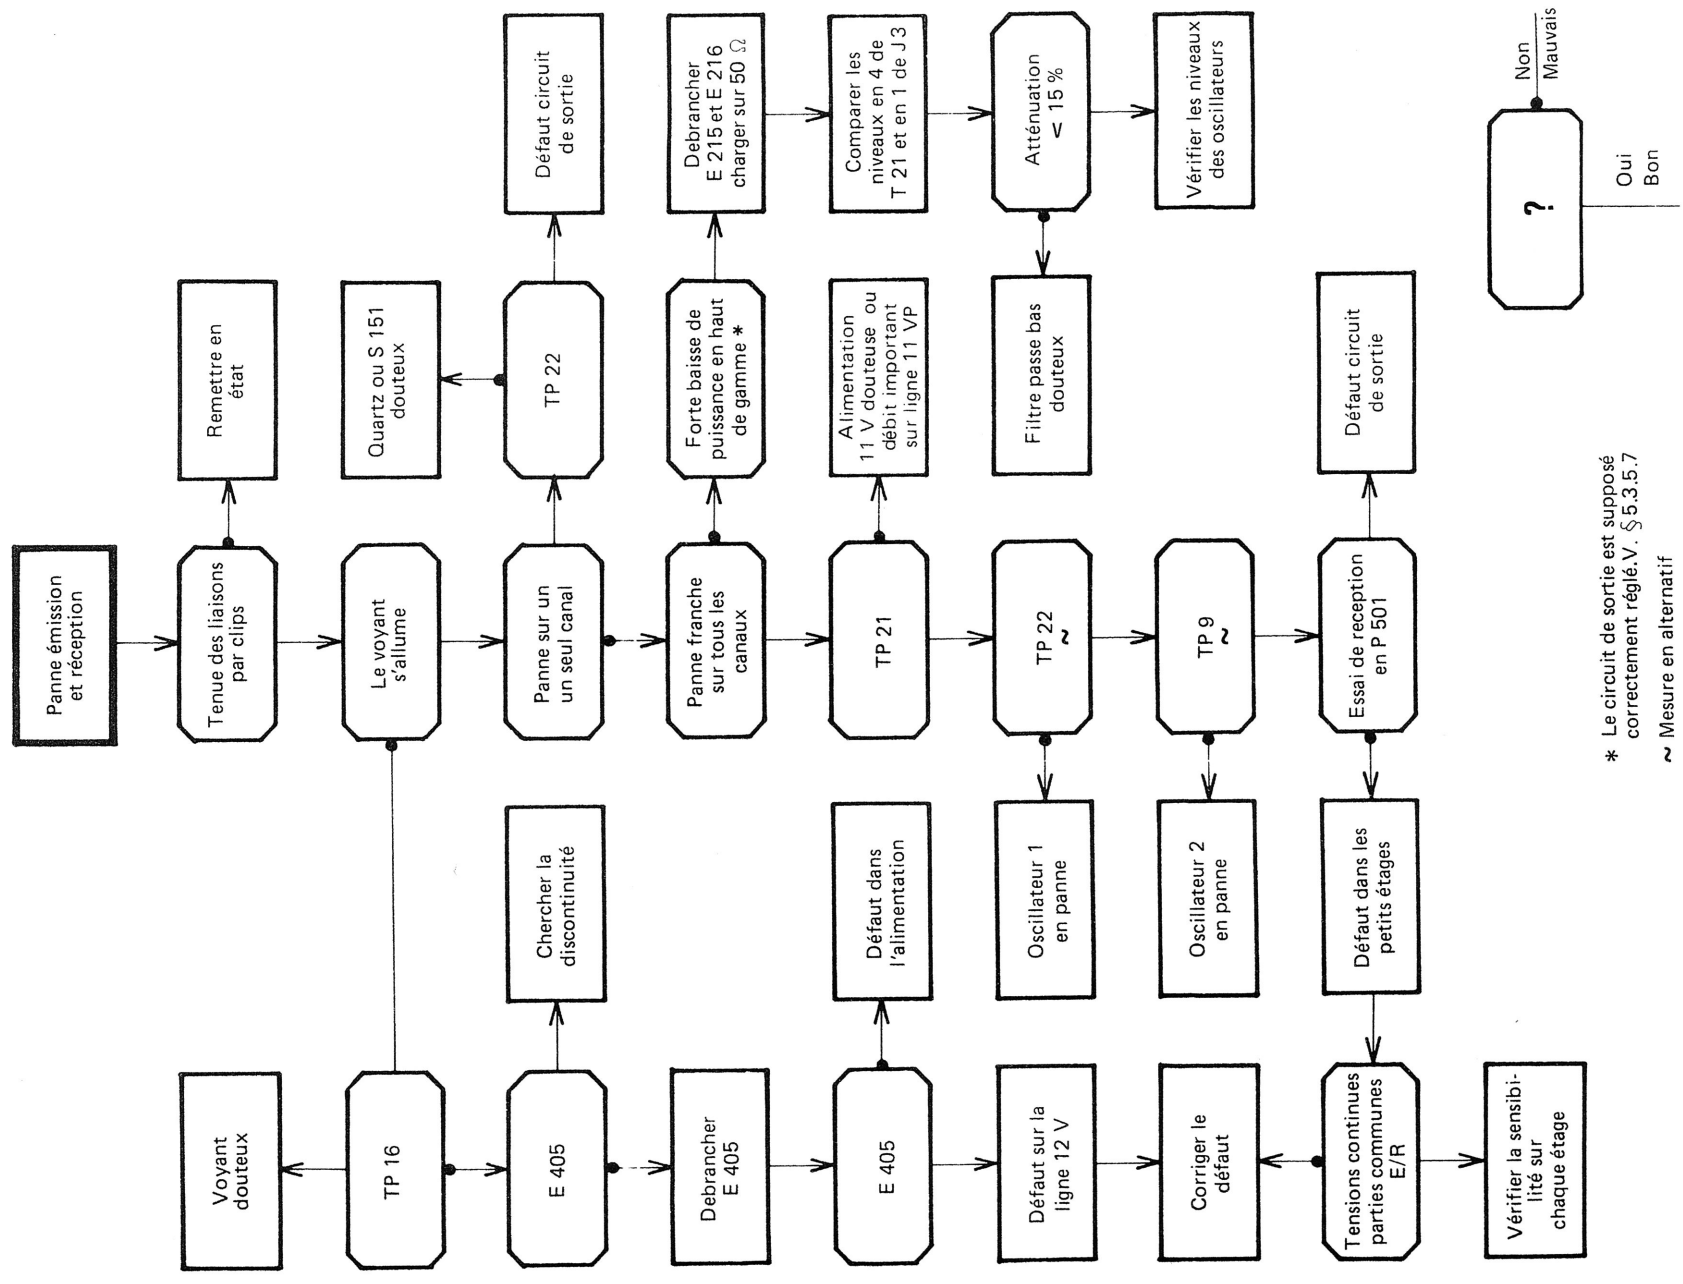 Panne émission
et réception
Tenue des liaisons
par clips
Remettre en
état
Voyant
douteux
TP 16
Le voyant
s'allume
Quartz ou S 151
douteux
E 405
Chercher la
discontinuité
Panne sur un
un seul canal
TP 22
Défaut circuit
de sortie
Debrancher
E 405
Panne franche
sur tous les
canaux
Forte baisse de
puissance en haut
de gamme *
Debrancher
E 215 et E 216
charger sur 50 Ω
E 405
Défaut dans
l'alimentation
TP 21
Alimentation
11 V douteuse ou
débit important
sur ligne 11 VP
Comparer les
niveaux en 4 de
T 21 et en 1 de J 3
Défaut sur la
ligne 12 V
Oscillateur 1
en panne
TP 22
~
Filtre passe bas
douteux
Atténuation
< 15 %
Corriger le
défaut
Oscillateur 2
en panne
TP 9
~
Vérifier les niveaux
des oscillateurs
Tensions continues
parties communes
E/R
Défaut dans les
petits étages
Essai de reception
en P 501
Défaut circuit
de sortie
Vérifier la sensibi-
lité sur
chaque étage
?
Non
Mauvais
Oui
Bon
* Le circuit de sortie est supposé
correctement réglé.V. § 5.3.5.7
~ Mesure en alternatif